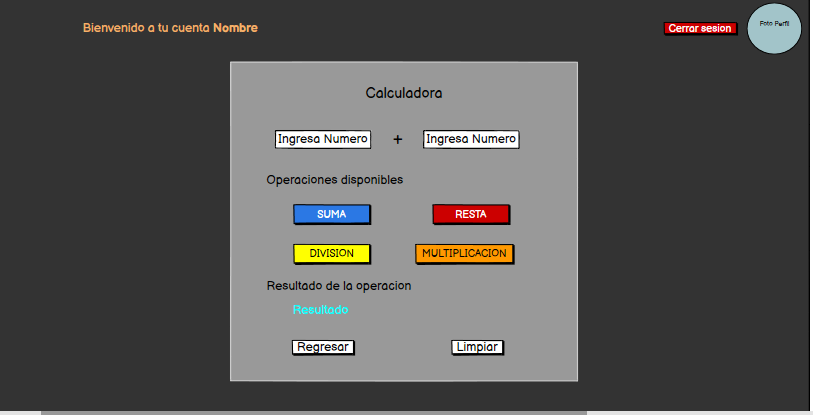 Bienvenido a tu cuenta Nombre
Cerrar sesion
Foto Perfil
Calculadora
Ingresa Numero + Ingresa Numero
Operaciones disponibles
SUMA RESTA
DIVISION MULTIPLICACION
Resultado de la operacion
Resultado
Regresar Limpiar